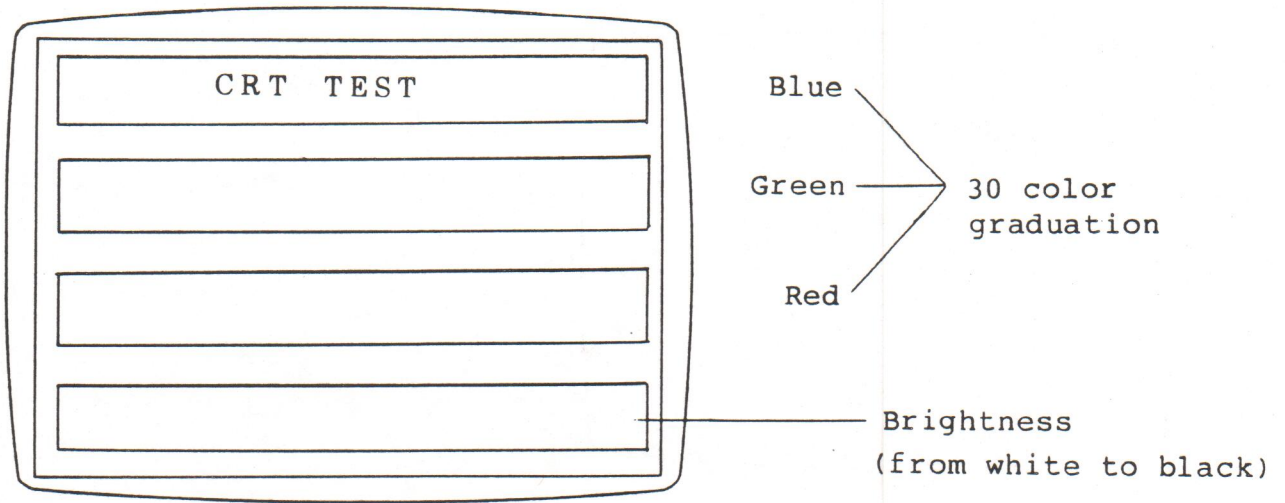 CRT TEST
Blue
Green
30 color
graduation
Red
Brightness
(from white to black)